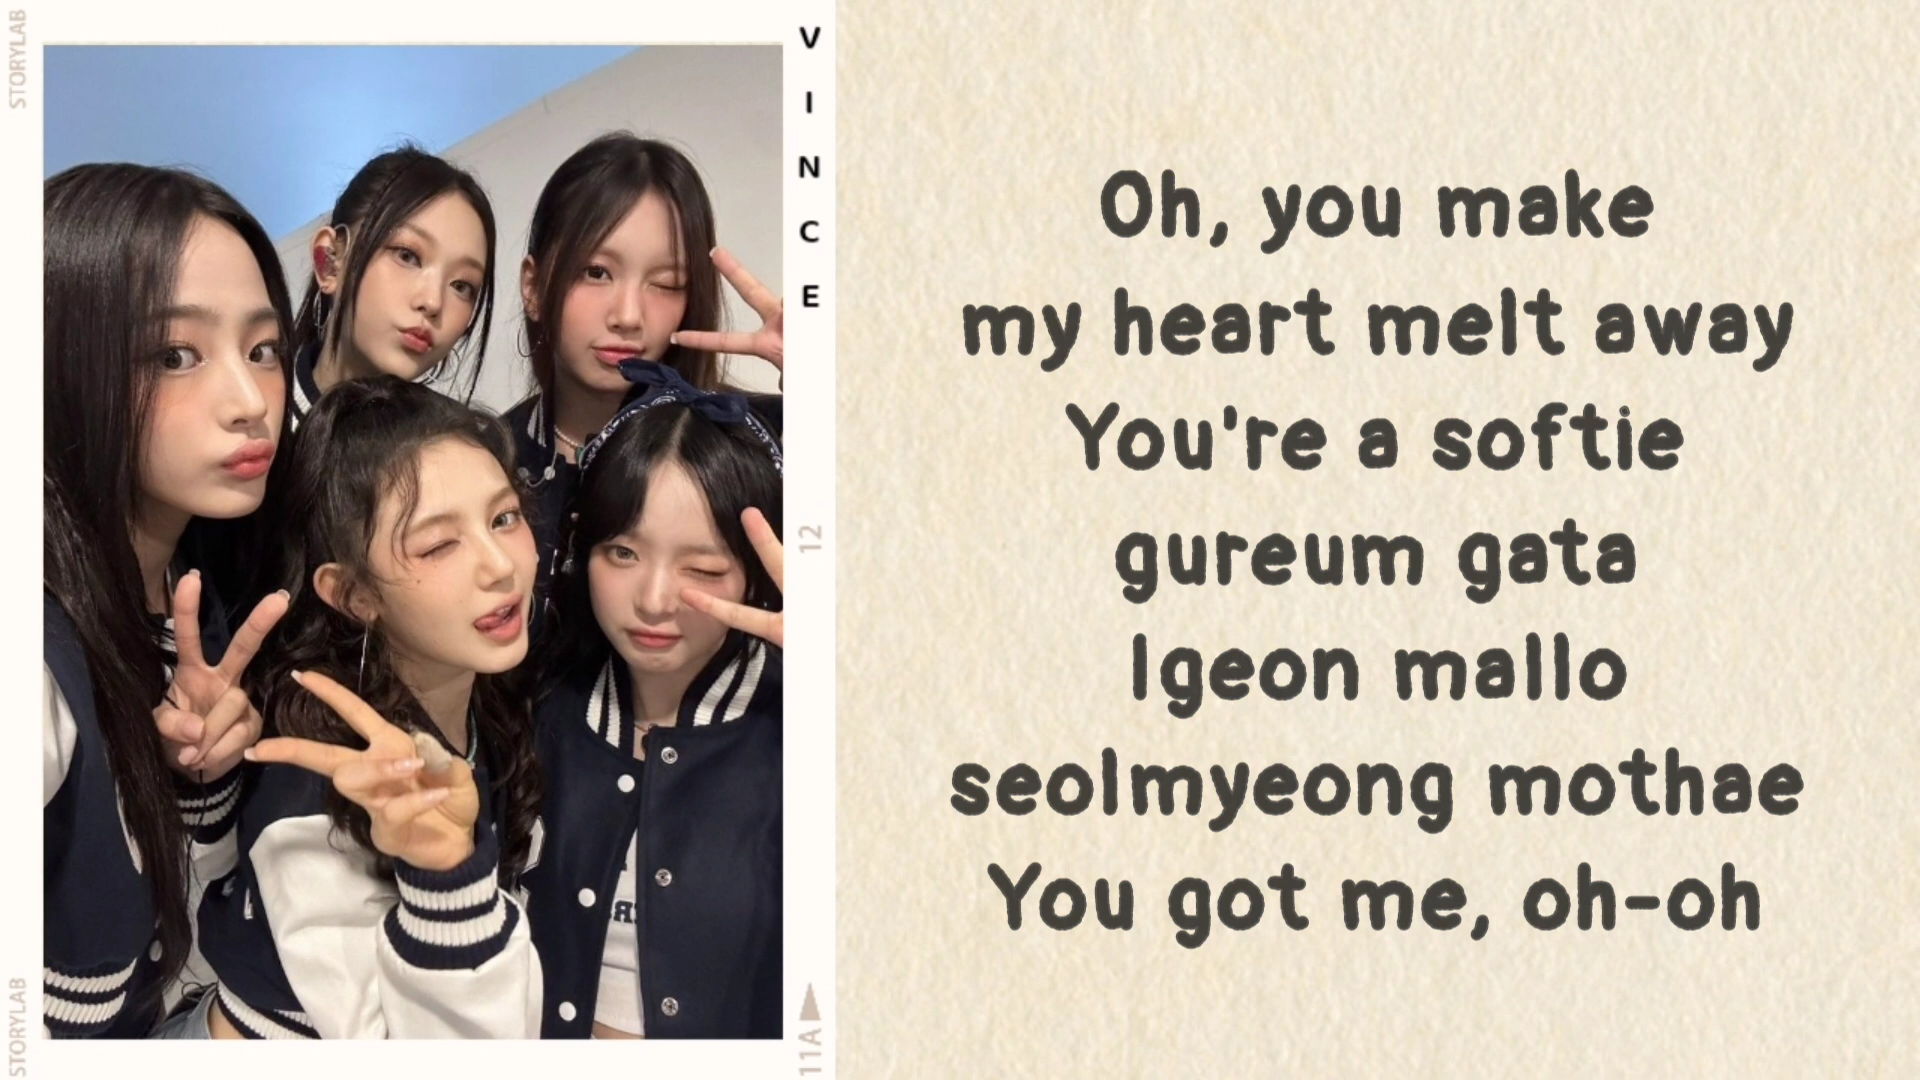 STORYLAB
VINCE
12
11A
STORYLAB
Oh, you make
my heart melt away
You're a softie
gureum gata
Igeon mallo
seolmyeong mothae
You got me, oh-oh